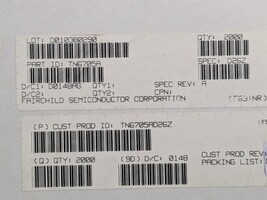 LOT: D010360290 QTY: 2000
PART ID: TN6705A SPEC: D26Z
D/C1: D0148AG QTY1: SPEC REV: A
D/C2: QTY2: CPN:
FAIRCHILD SEMICONDUCTOR CORPORATION
(P) CUST PROD ID: TN6705AD26Z
(Q) QTY: 2000 (9D) D/C: 0148 CUST PROD REV
PACKING LIST: